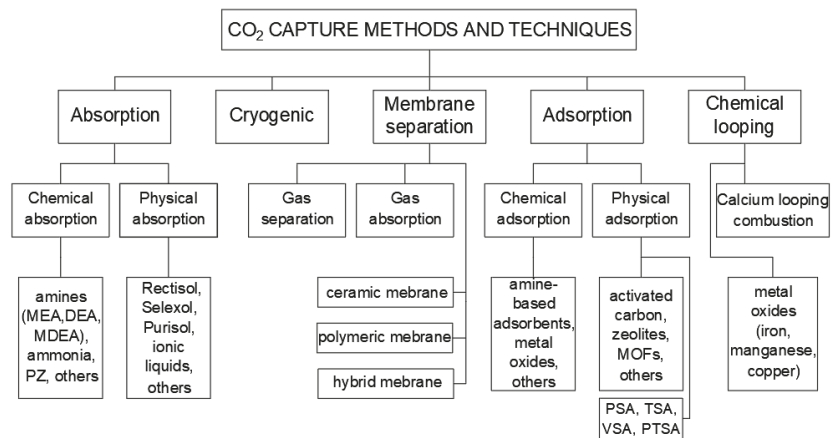 CO₂ CAPTURE METHODS AND TECHNIQUES
Absorption
Cryogenic
Membrane
separation
Adsorption
Chemical
looping
Chemical
absorption
Physical
absorption
Gas
separation
Gas
absorption
Chemical
adsorption
Physical
adsorption
Calcium looping
combustion
amines
(MEA,DEA,
MDEA),
ammonia,
PZ, others
Rectisol,
Selexol,
Purisol,
ionic
liquids,
others
ceramic mebrane
polymeric mebrane
hybrid mebrane
amine-
based
adsorbents,
metal
oxides,
others
activated
carbon,
zeolites,
MOFs,
others
PSA, TSA,
VSA, PTSA
metal
oxides
(iron,
manganese,
copper)